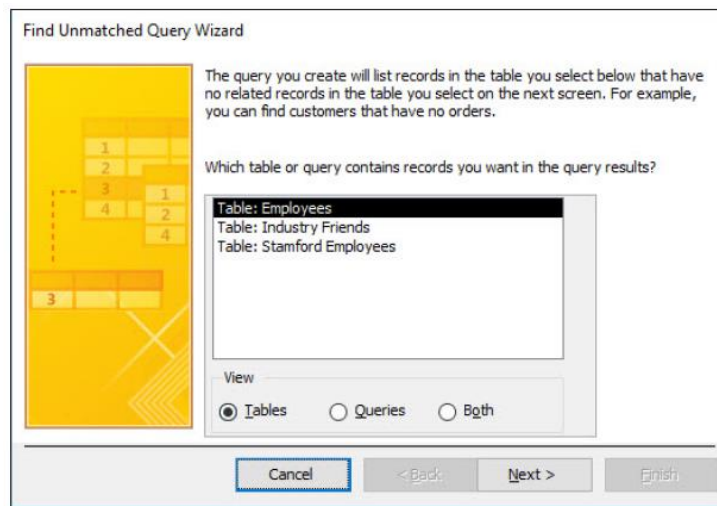 Find Unmatched Query Wizard
The query you create will list records in the table you select below that have
no related records in the table you select on the next screen. For example,
you can find customers that have no orders.
Which table or query contains records you want in the query results?
1
2
3
4
1
2
4
3
Table: Employees
Table: Industry Friends
Table: Stamford Employees
View
Tables Queries Both
Cancel < Back Next > Finish